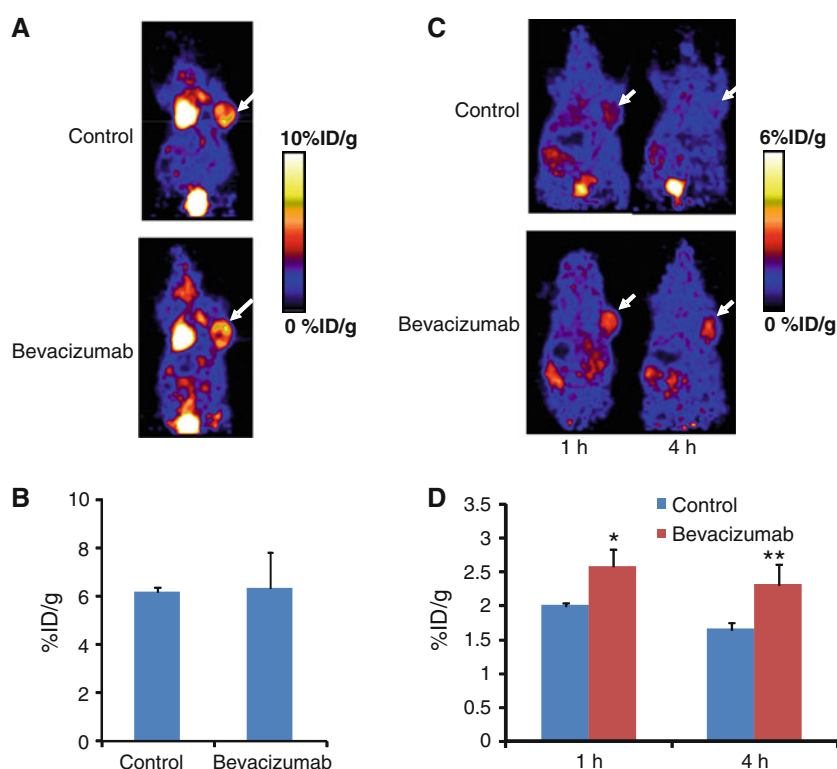 A
Control
10%ID/g
0 %ID/g
Bevacizumab
C
Control
6%ID/g
0 %ID/g
Bevacizumab
1 h 4 h
B
10
8
6
4
2
0
%ID/g
Control Bevacizumab
D
3.5
3
2.5
2
1.5
1
0.5
0
%ID/g
Control
Bevacizumab
*
**
1 h 4 h